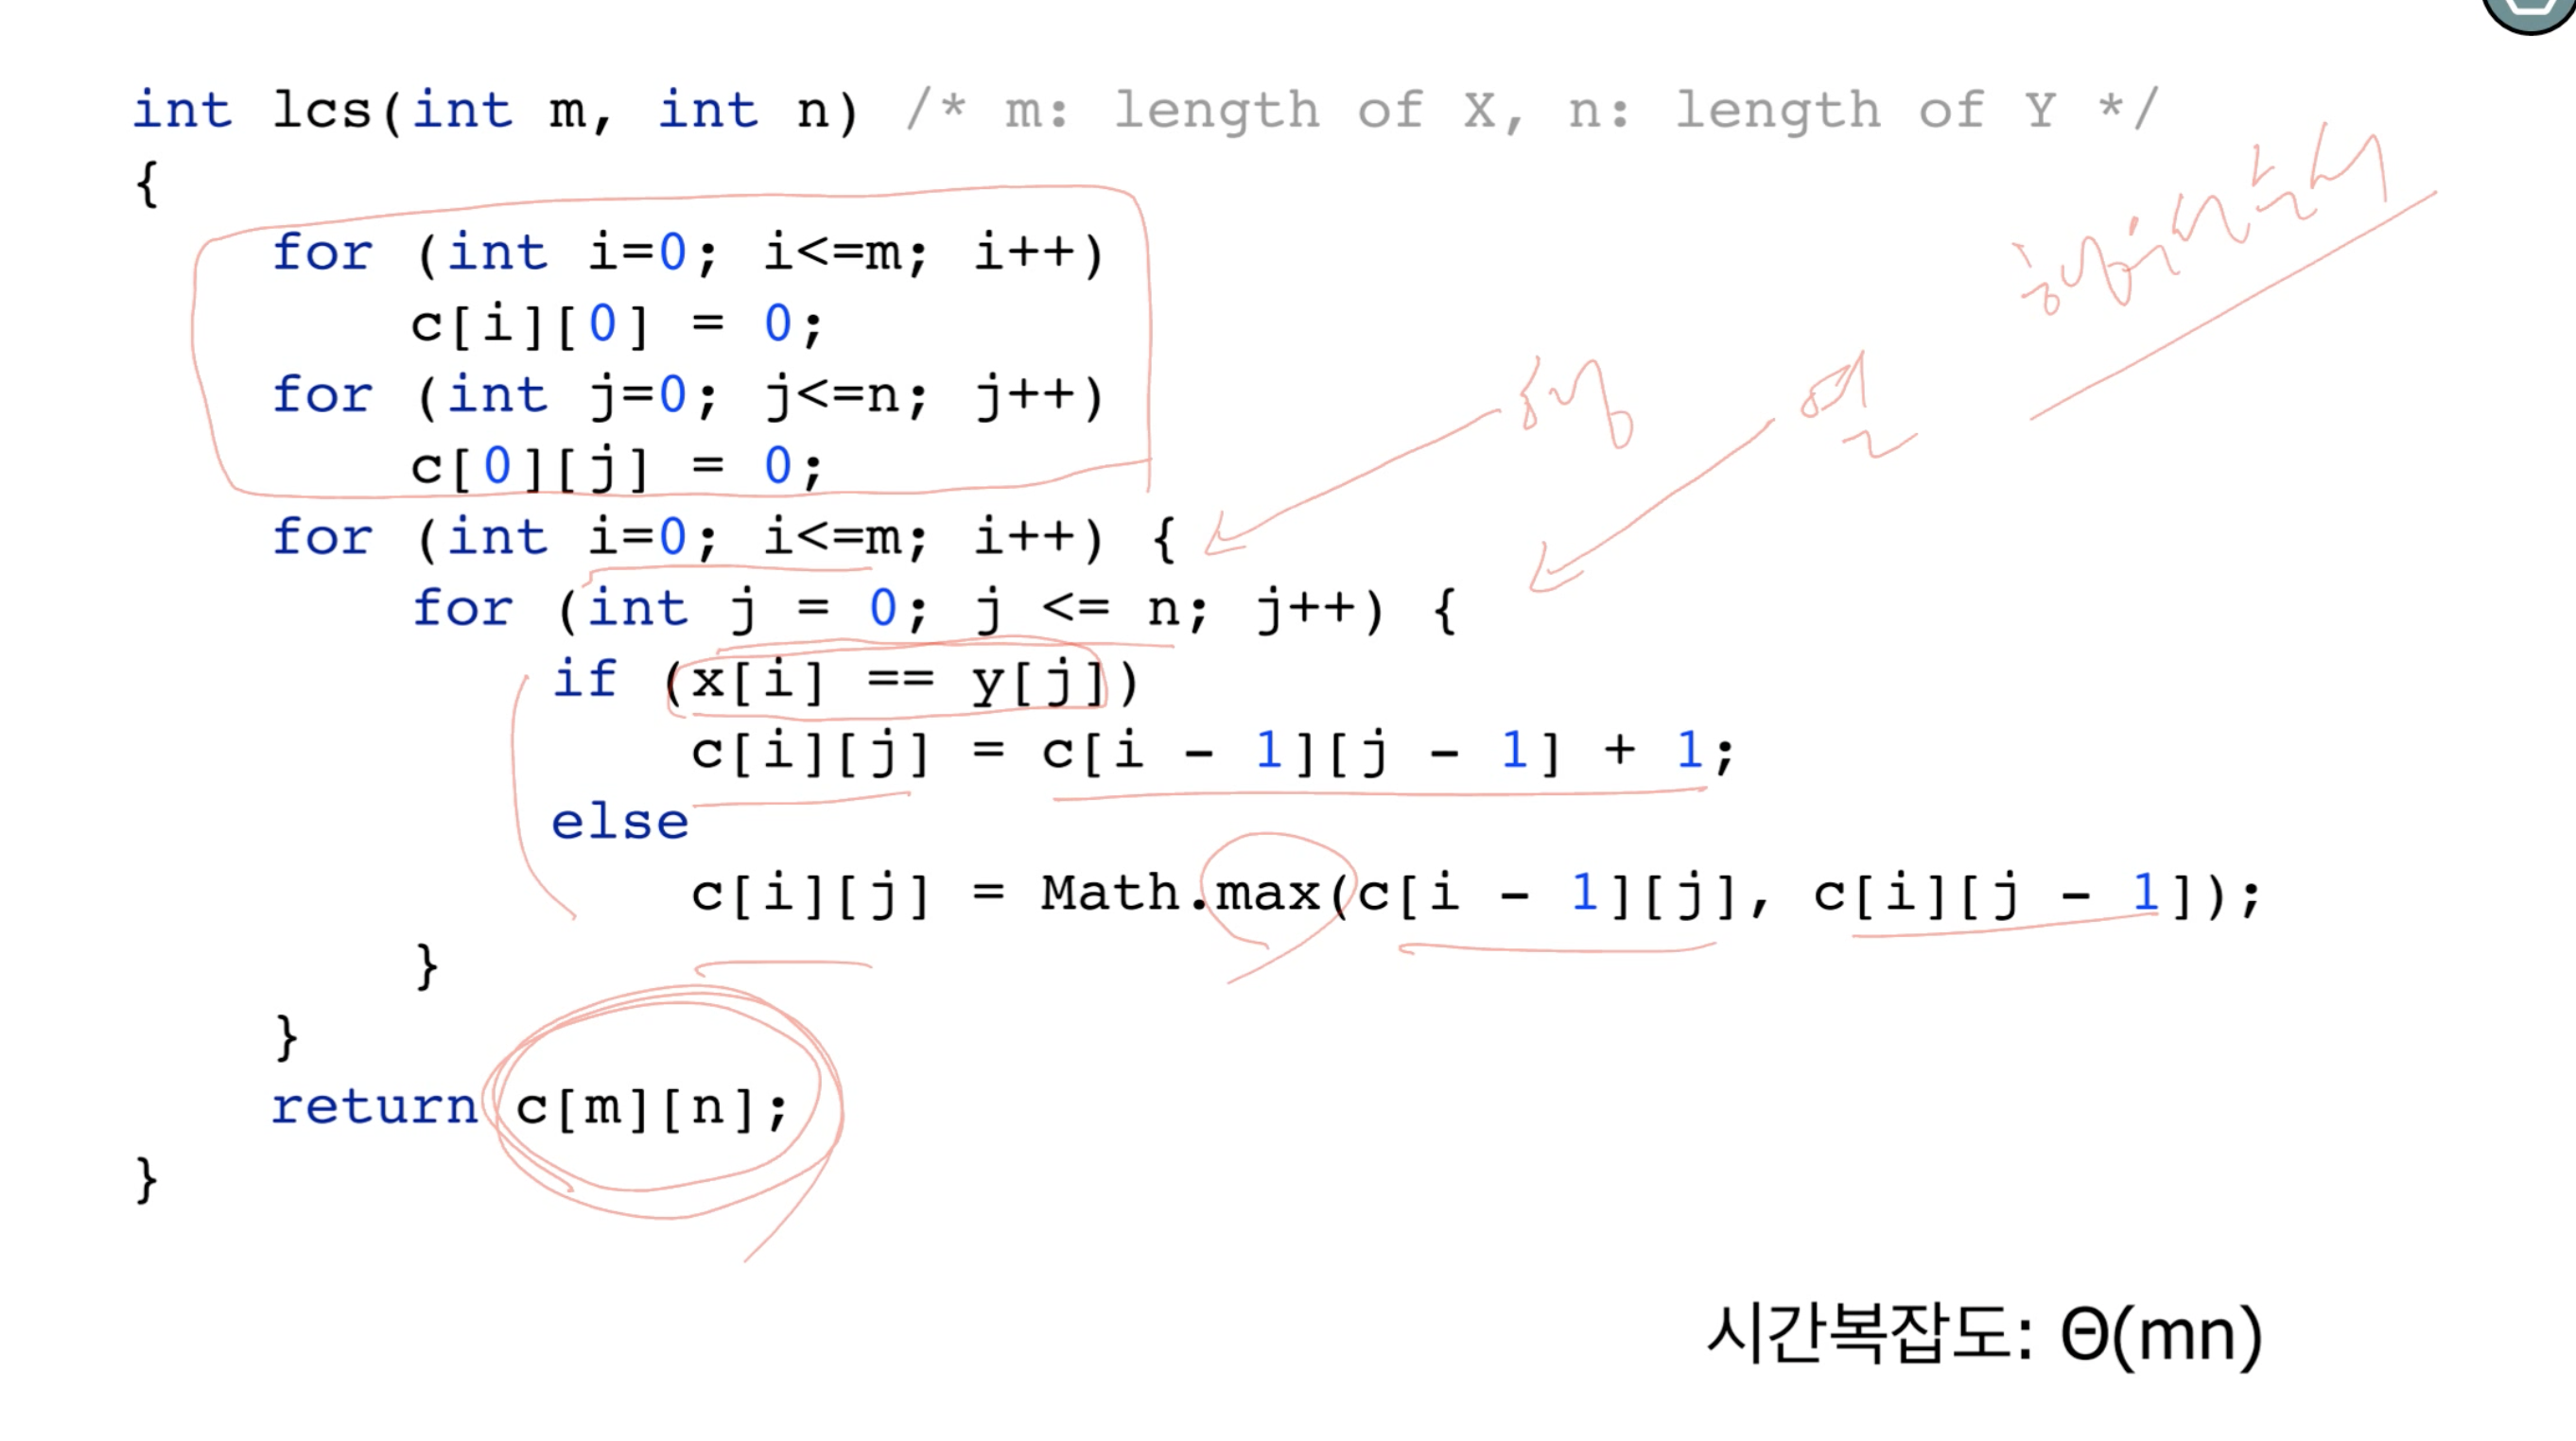 int lcs(int m, int n) /* m: length of X, n: length of Y */
{
for (int i=0; i<=m; i++)
c[i][0] = 0;
for (int j=0; j<=n; j++)
c[0][j] = 0;
for (int i=0; i<=m; i++) {
for (int j = 0; j <= n; j++) {
if (x[i] == y[j])
c[i][j] = c[i - 1][j - 1] + 1;
else
c[i][j] = Math.max(c[i - 1][j], c[i][j - 1]);
}
}
return c[m][n];
}
행
열
행우선순서
시간복잡도: Θ(mn)